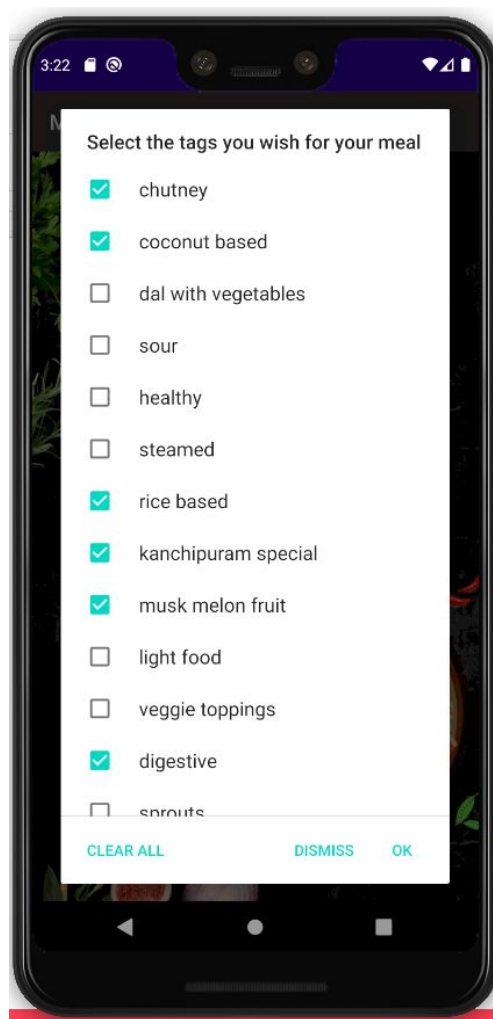 3:22
M
Select the tags you wish for your meal
chutney
coconut based
dal with vegetables
sour
healthy
steamed
rice based
kanchipuram special
musk melon fruit
light food
veggie toppings
digestive
sprouts
CLEAR ALL DISMISS OK